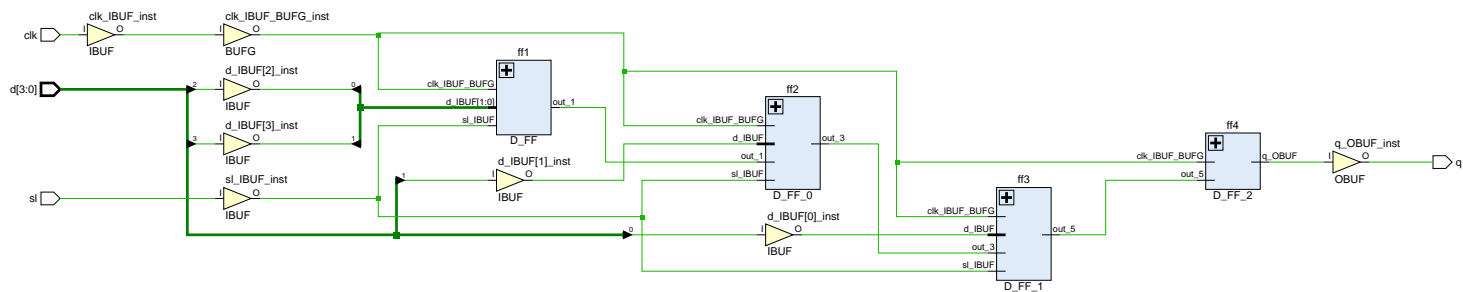 clk
I
clk_IBUF_inst
O
IBUF
I
clk_IBUF_BUFG_inst
O
BUFG
d[3:0]
2
I
d_IBUF[2]_inst
O
IBUF
0
3
I
d_IBUF[3]_inst
O
IBUF
1
sl
I
sl_IBUF_inst
O
IBUF
ff1
clk_IBUF_BUFG
d_IBUF[1:0]
sl_IBUF
out_1
D_FF
1
I
d_IBUF[1]_inst
O
IBUF
ff2
clk_IBUF_BUFG
d_IBUF
out_1
sl_IBUF
out_3
D_FF_0
0
I
d_IBUF[0]_inst
O
IBUF
ff3
clk_IBUF_BUFG
d_IBUF
out_3
sl_IBUF
out_5
D_FF_1
ff4
clk_IBUF_BUFG
out_5
q_OBUF
D_FF_2
I
q_OBUF_inst
O
OBUF
q